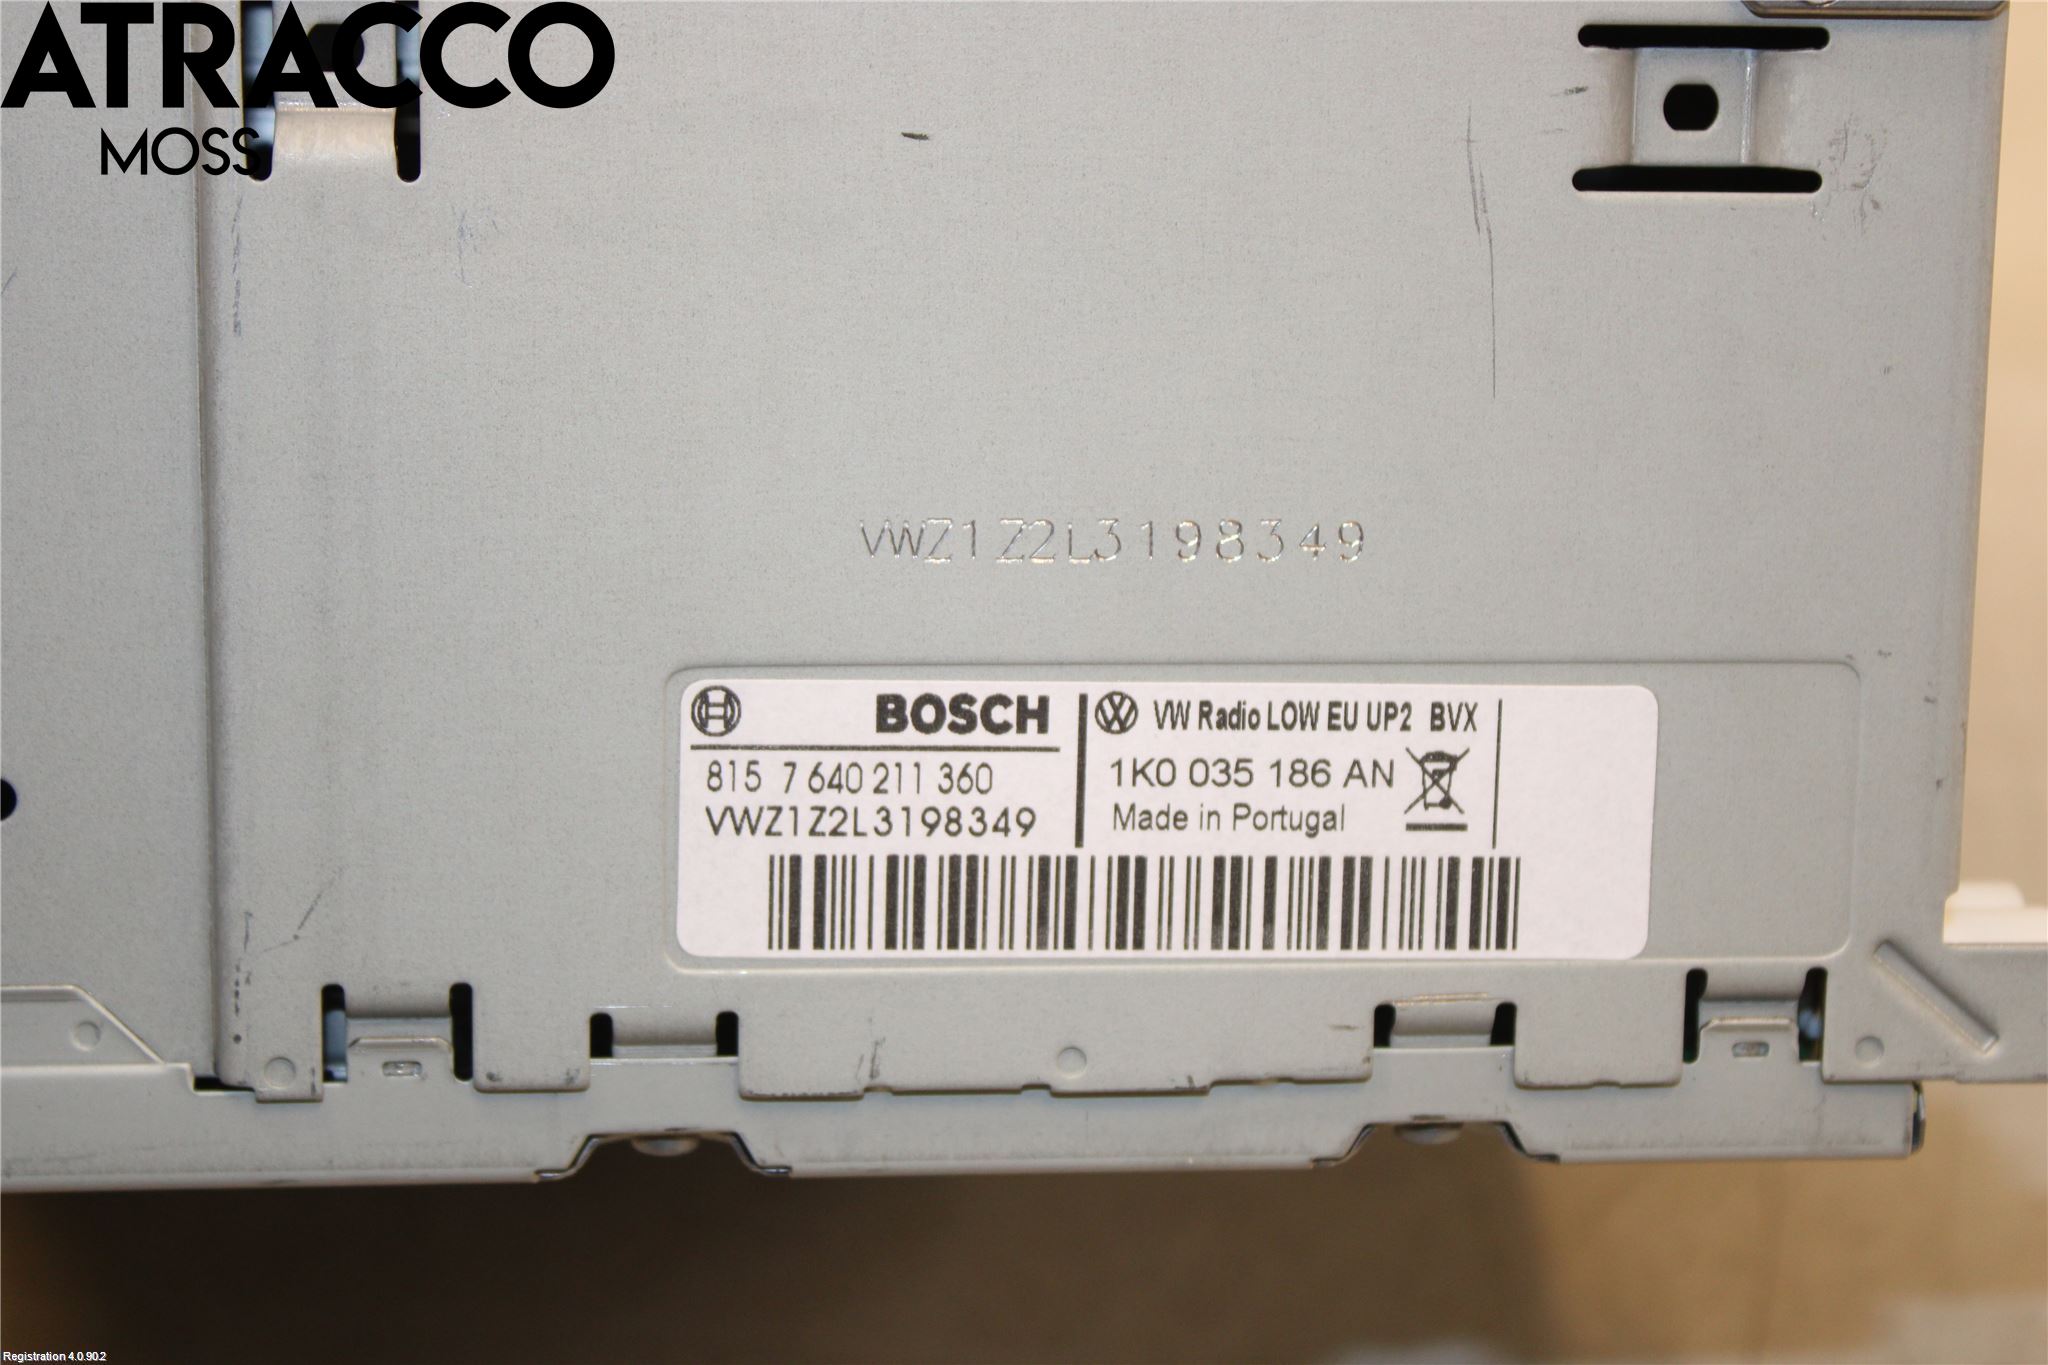 ATRACCO
MOSS
VWZ1Z2L3198349
BOSCH
815 7 640 211 360
VWZ1Z2L3198349
VW Radio LOW EU UP2 BVX
1K0 035 186 AN
Made in Portugal
Registration 4.0.90.2